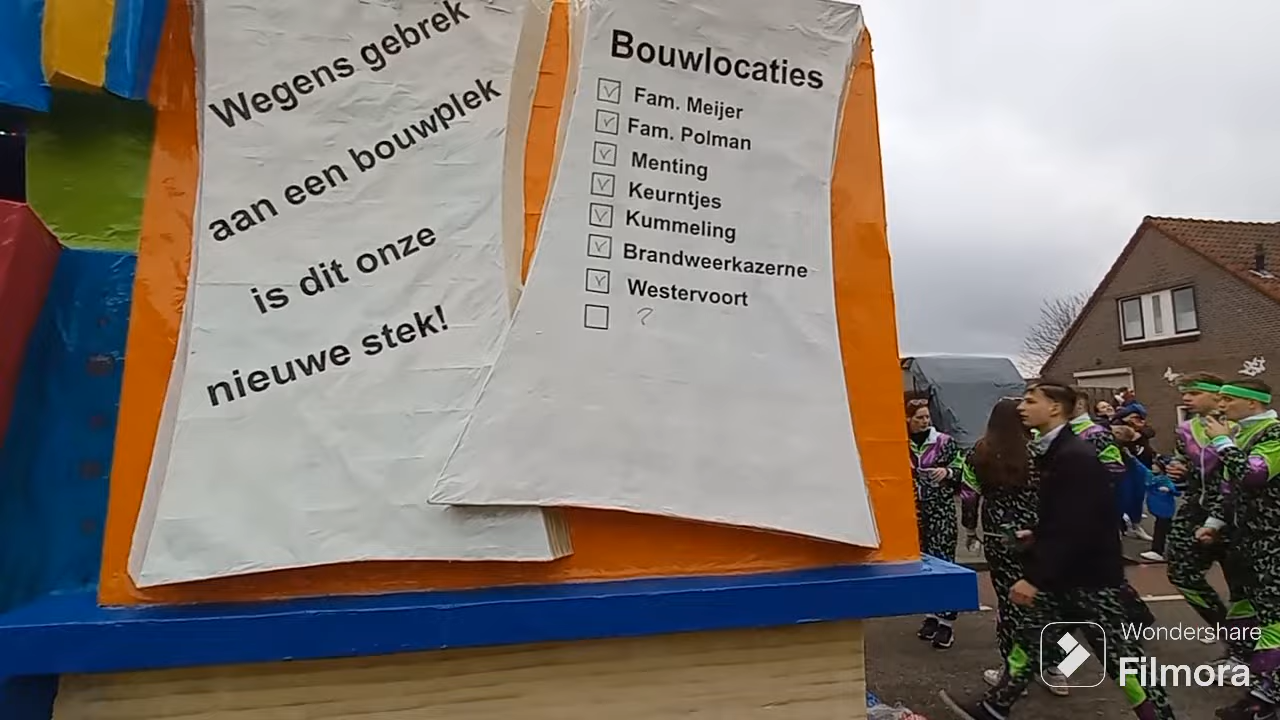 Wegens gebrek
aan een bouwplek
is dit onze
nieuwe stek!
Bouwlocaties
Fam. Meijer
Fam. Polman
Menting
Keurntjes
Kummeling
Brandweerkazerne
Westervoort
?
Wondershare
Filmora